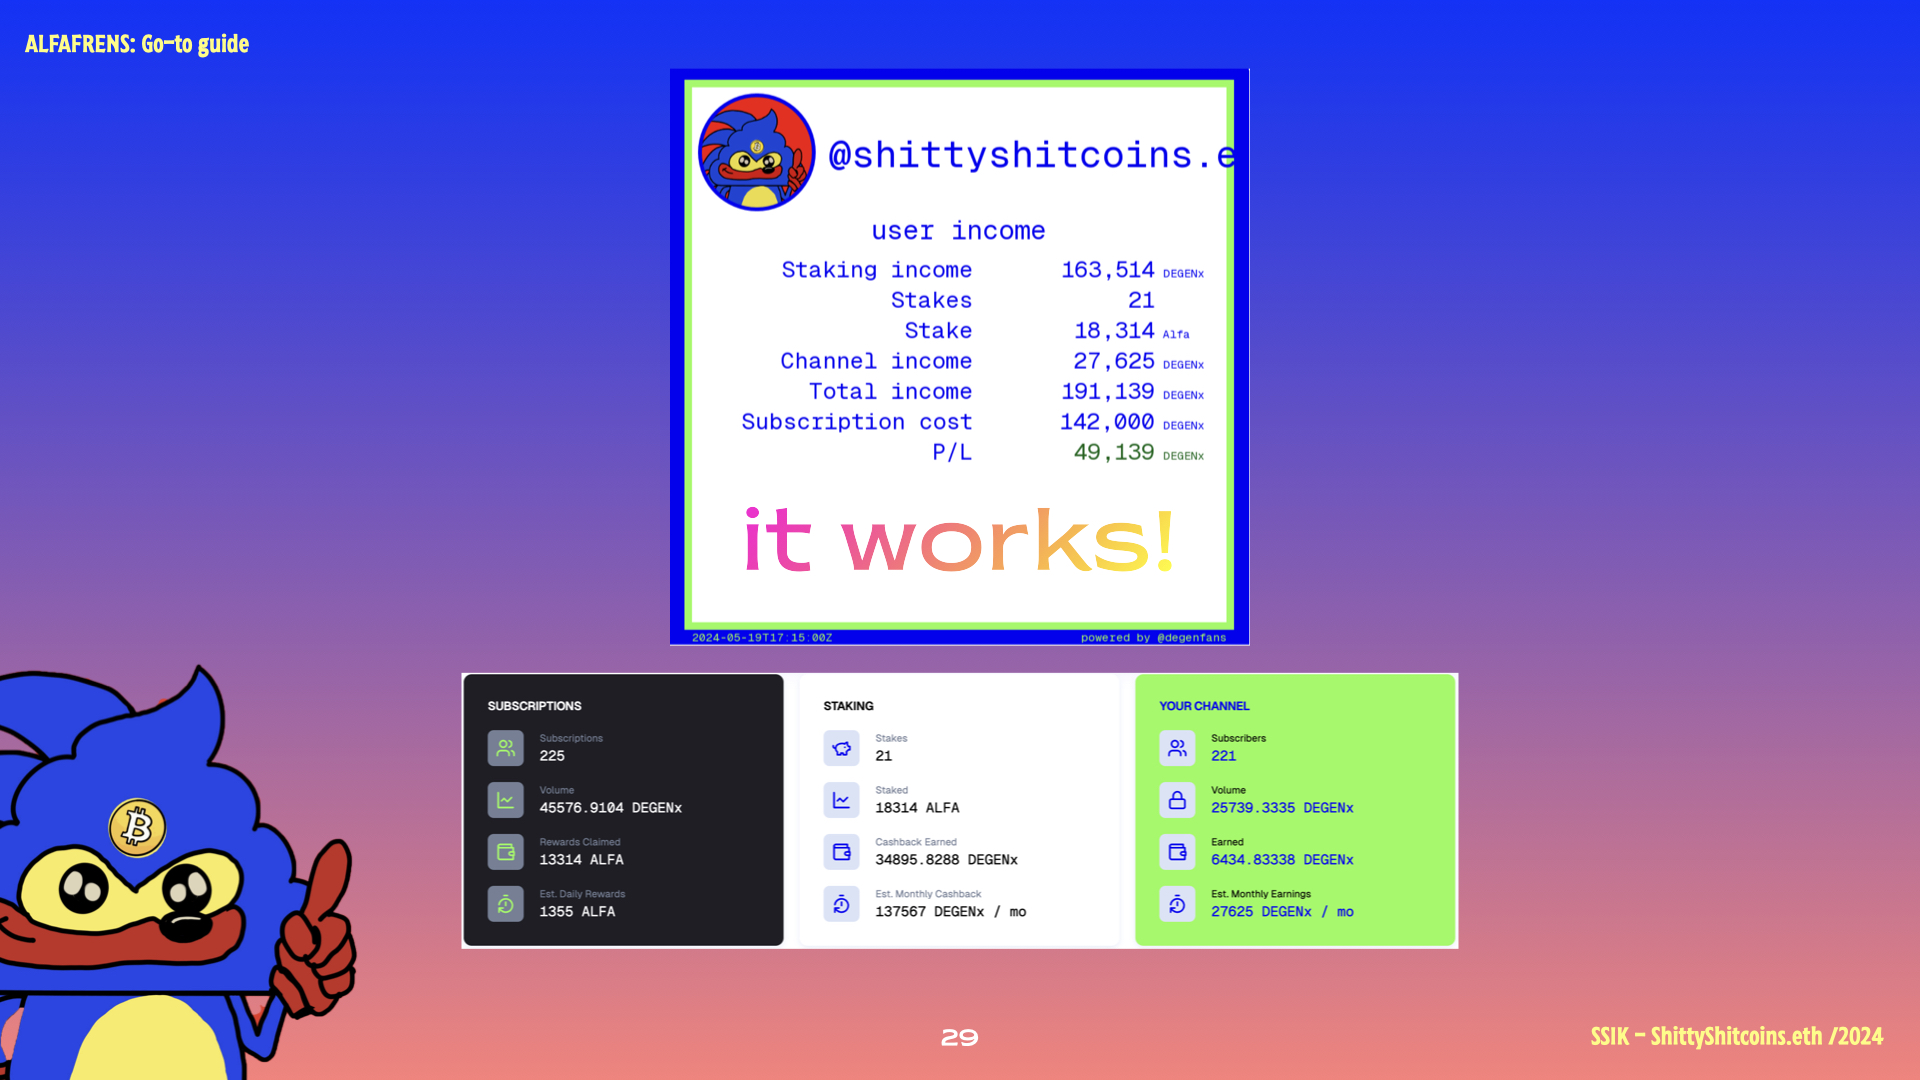 ALFAFRENS: Go-to guide
@shittyshitcoins.e
user income
Staking income 163,514 DEGENx
Stakes 21
Stake 18,314 Alfa
Channel income 27,625 DEGENx
Total income 191,139 DEGENx
Subscription cost 142,000 DEGENx
P/L 49,139 DEGENx
it works!
2024-05-19T17:15:00Z powered by @degenfans
SUBSCRIPTIONS
Subscriptions
225
Volume
45576.9104 DEGENx
Rewards Claimed
13314 ALFA
Est. Daily Rewards
1355 ALFA
STAKING
Stakes
21
Staked
18314 ALFA
Cashback Earned
34895.8288 DEGENx
Est. Monthly Cashback
137567 DEGENx / mo
YOUR CHANNEL
Subscribers
221
Volume
25739.3335 DEGENx
Earned
6434.83338 DEGENx
Est. Monthly Earnings
27625 DEGENx / mo
29
SSIK - ShittyShitcoins.eth /2024